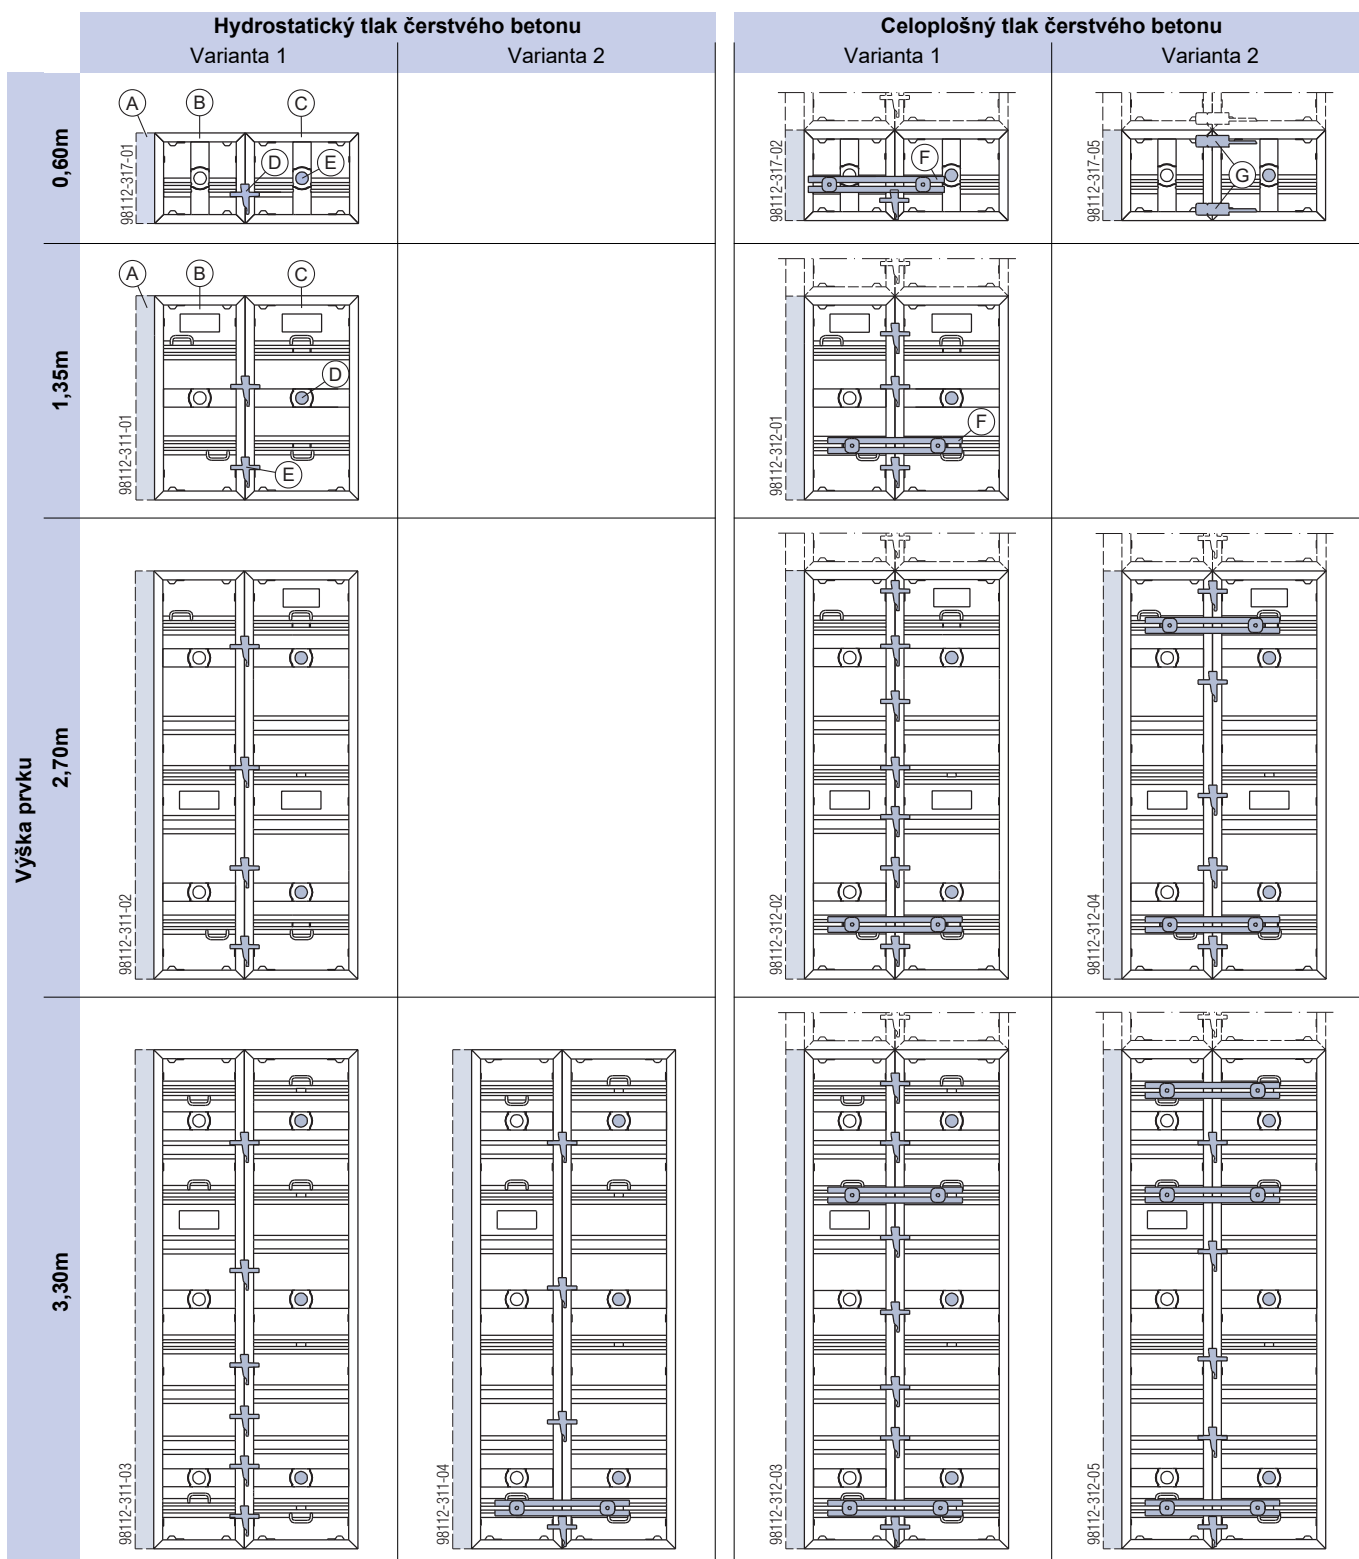 Hydrostatický tlak čerstvého betonu
Celoplošný tlak čerstvého betonu
Varianta 1
Varianta 2
Varianta 1
Varianta 2
Výška prvku
0,60m
A
B
C
D
E
98112-317-01
F
98112-317-02
G
98112-317-05
1,35m
A
B
C
D
E
98112-311-01
F
98112-312-01
2,70m
98112-311-02
98112-312-02
98112-312-04
3,30m
98112-311-03
98112-311-04
98112-312-03
98112-312-05